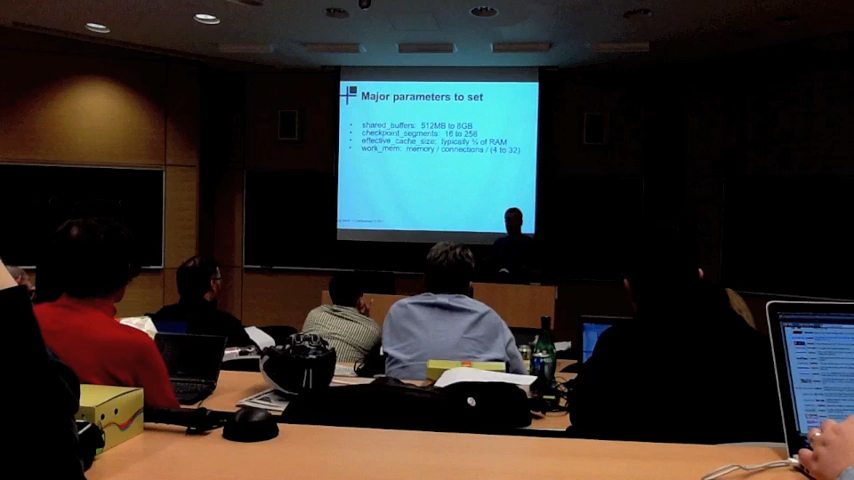 Major parameters to set
• shared_buffers: 512MB to 8GB
• checkpoint_segments: 16 to 256
• effective_cache_size: typically ¾ of RAM
• work_mem: memory / connections / (4 to 32)